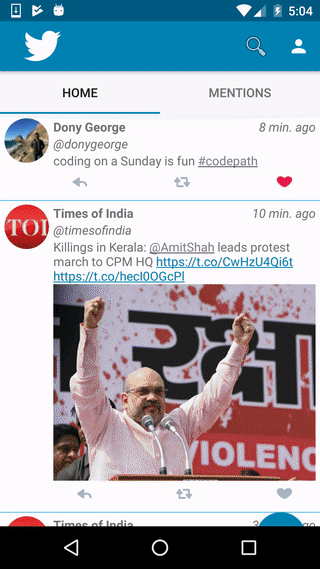 5:04
HOME
MENTIONS
Dony George
8 min. ago
@donygeorge
coding on a Sunday is fun #codepath
TOI
Times of India
10 min. ago
@timesofindia
Killings in Kerala: @AmitShah leads protest
march to CPM HQ https://t.co/CwHzU4Qi6t
https://t.co/hecI0OGcPl
रक्ष
VIOLENC
Times of India